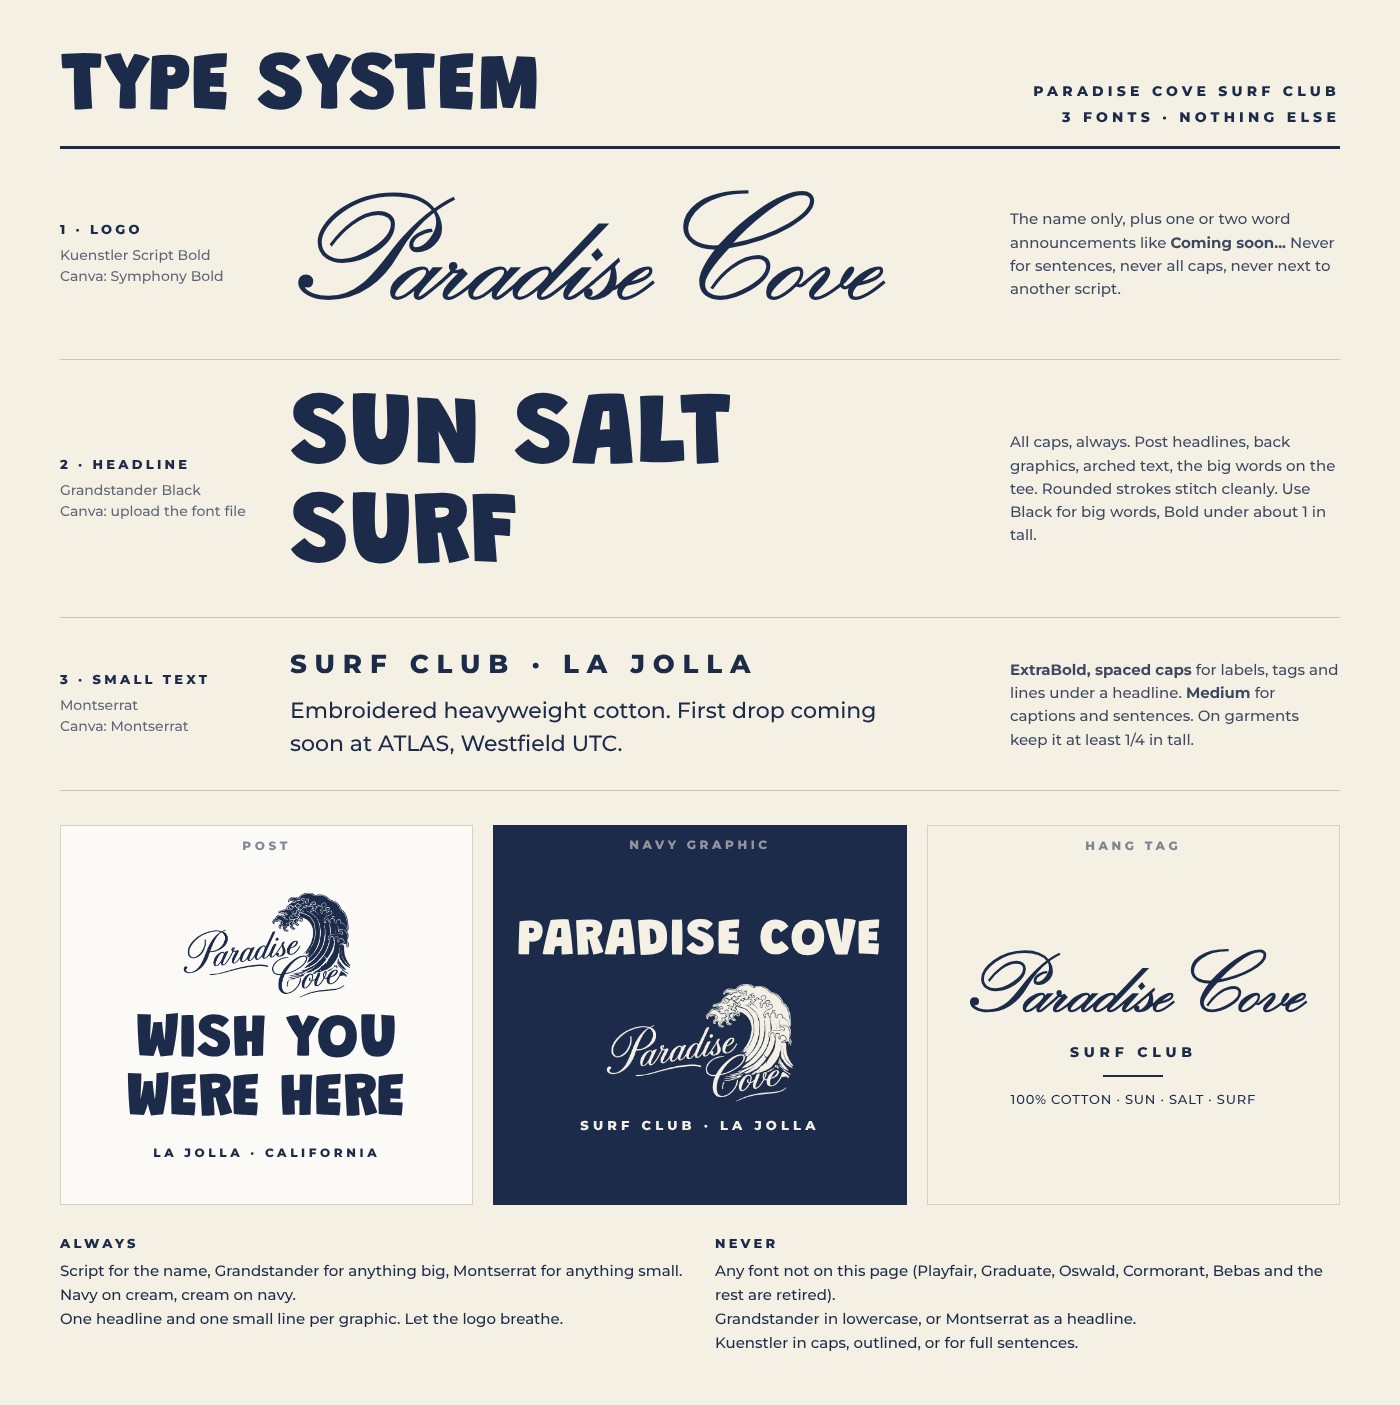 TYPE SYSTEM
PARADISE COVE SURF CLUB
3 FONTS · NOTHING ELSE
1 · LOGO
Kuenstler Script Bold
Canva: Symphony Bold
Paradise Cove
The name only, plus one or two word
announcements like Coming soon... Never
for sentences, never all caps, never next to
another script.
2 · HEADLINE
Grandstander Black
Canva: upload the font file
SUN SALT
SURF
All caps, always. Post headlines, back
graphics, arched text, the big words on the
tee. Rounded strokes stitch cleanly. Use
Black for big words, Bold under about 1 in
tall.
3 · SMALL TEXT
Montserrat
Canva: Montserrat
SURF CLUB · LA JOLLA
Embroidered heavyweight cotton. First drop coming
soon at ATLAS, Westfield UTC.
ExtraBold, spaced caps for labels, tags and
lines under a headline. Medium for
captions and sentences. On garments
keep it at least 1/4 in tall.
POST
Paradise
Cove
WISH YOU
WERE HERE
LA JOLLA · CALIFORNIA
NAVY GRAPHIC
PARADISE COVE
Paradise
Cove
SURF CLUB · LA JOLLA
HANG TAG
Paradise Cove
SURF CLUB
100% COTTON · SUN · SALT · SURF
ALWAYS
Script for the name, Grandstander for anything big, Montserrat for anything small.
Navy on cream, cream on navy.
One headline and one small line per graphic. Let the logo breathe.
NEVER
Any font not on this page (Playfair, Graduate, Oswald, Cormorant, Bebas and the
rest are retired).
Grandstander in lowercase, or Montserrat as a headline.
Kuenstler in caps, outlined, or for full sentences.